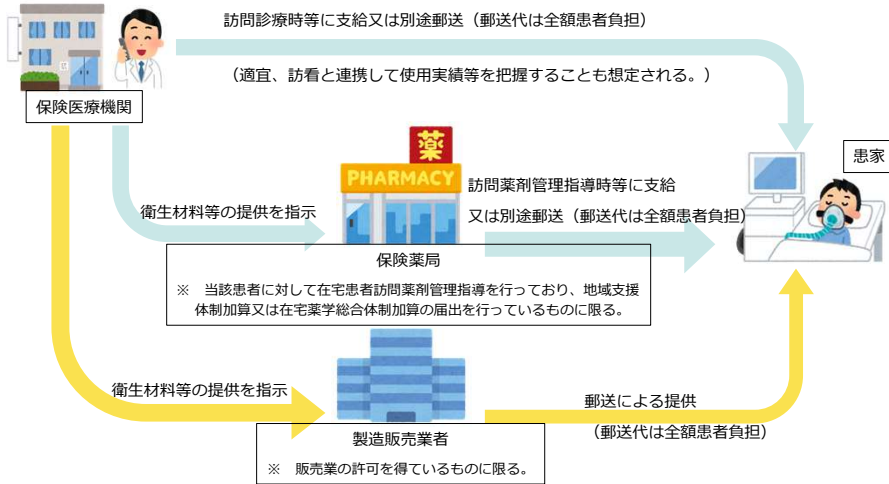 訪問診療時等に支給又は別途郵送（郵送代は全額患者負担）
（適宜、訪看と連携して使用実績等を把握することも想定される。）
保険医療機関
患家
薬
PHARMACY
訪問薬剤管理指導時等に支給
又は別途郵送（郵送代は全額患者負担）
衛生材料等の提供を指示
保険薬局
※　当該患者に対して在宅患者訪問薬剤管理指導を行っており、地域支援
体制加算又は在宅薬学総合体制加算の届出を行っているものに限る。
衛生材料等の提供を指示
郵送による提供
（郵送代は全額患者負担）
製造販売業者
※　販売業の許可を得ているものに限る。